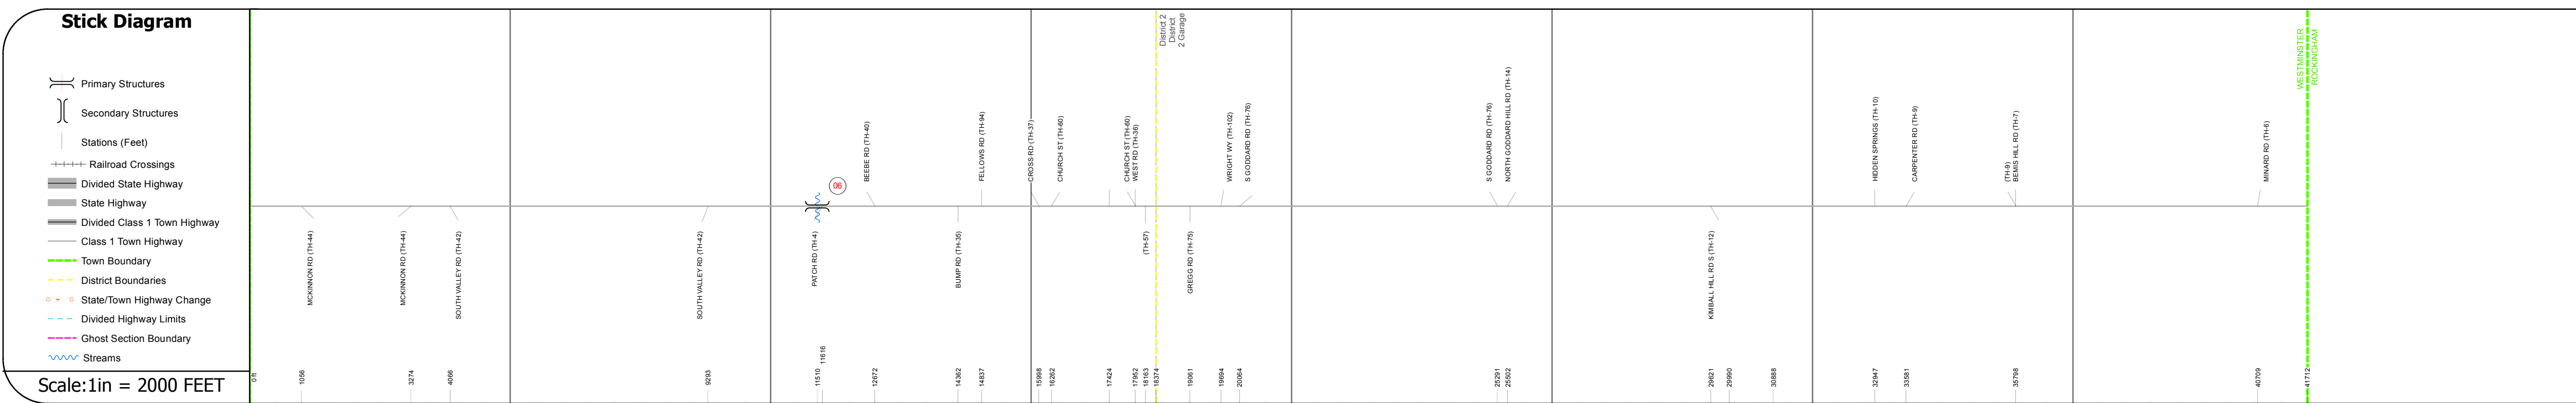 Stick Diagram
Primary Structures
Secondary Structures
Stations (Feet)
Railroad Crossings
Divided State Highway
State Highway
Divided Class 1 Town Highway
Class 1 Town Highway
Town Boundary
District Boundaries
State/Town Highway Change
Divided Highway Limits
Ghost Section Boundary
Streams
Scale:1in = 2000 FEET
District 2
District
2 Garage
WESTMINSTER
ROCKINGHAM
06
BEEBE RD (TH-40)
FELLOWS RD (TH-94)
CROSS RD (TH-37)
CHURCH ST (TH-60)
CHURCH ST (TH-60)
WEST RD (TH-36)
WRIGHT WY (TH-102)
S GODDARD RD (TH-76)
S GODDARD RD (TH-76)
NORTH GODDARD HILL RD (TH-14)
HIDDEN SPRINGS (TH-10)
CARPENTER RD (TH-9)
(TH-9)
BEMIS HILL RD (TH-7)
MINARD RD (TH-6)
MCKINNON RD (TH-44)
MCKINNON RD (TH-44)
SOUTH VALLEY RD (TH-42)
SOUTH VALLEY RD (TH-42)
PATCH RD (TH-4)
BUMP RD (TH-35)
(TH-57)
GREGG RD (TH-75)
KIMBALL HILL RD S (TH-12)
0 ft
1056
3274
4066
9293
11510
11616
12672
14362
14837
15998
16262
17424
17952
18163
18374
19061
19694
20064
25291
25502
29621
29990
30888
32947
33581
35798
40709
41712